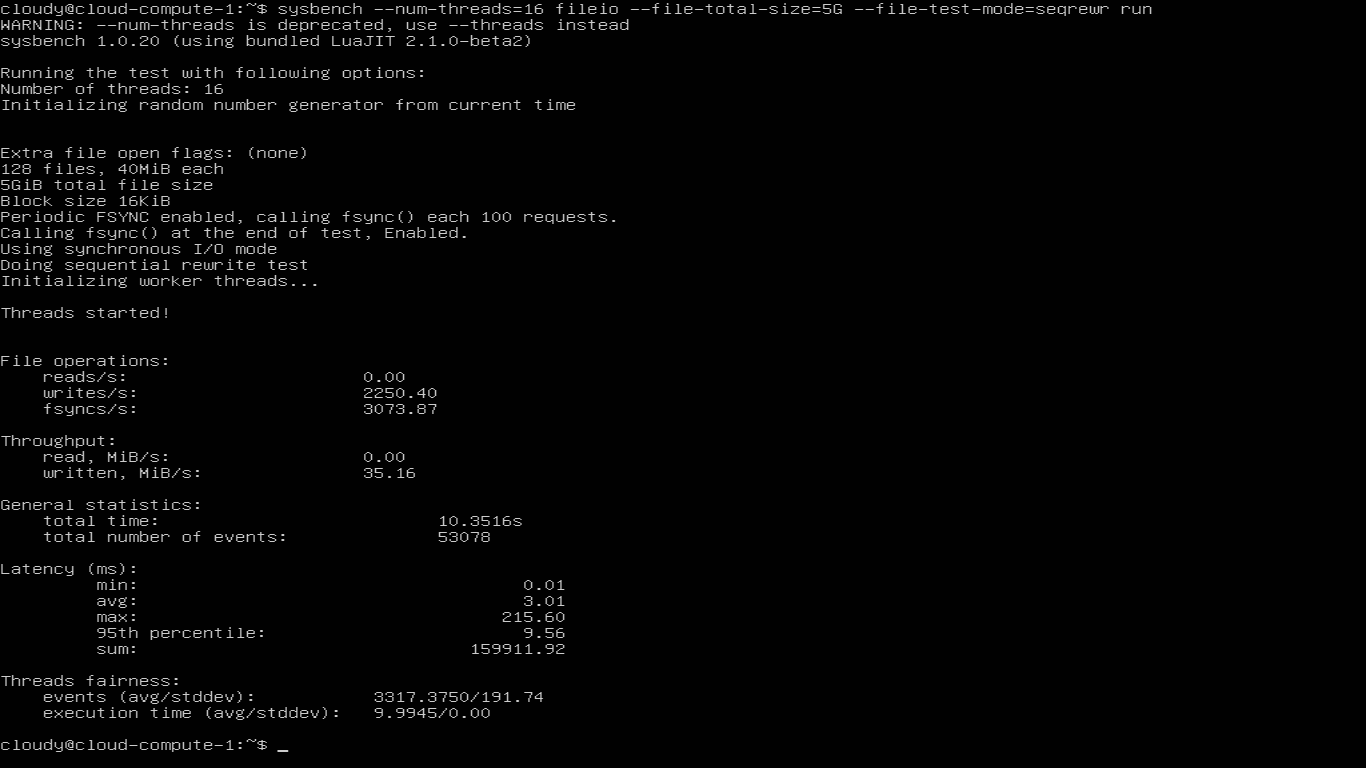 cloudy@cloud-compute-1:~$ sysbench --num-threads=16 fileio --file-total-size=5G --file-test-mode=seqrewr run
WARNING: --num-threads is deprecated, use --threads instead
sysbench 1.0.20 (using bundled LuaJIT 2.1.0-beta2)
Running the test with following options:
Number of threads: 16
Initializing random number generator from current time
Extra file open flags: (none)
128 files, 40MiB each
5GiB total file size
Block size 16KiB
Periodic FSYNC enabled, calling fsync() each 100 requests.
Calling fsync() at the end of test, Enabled.
Using synchronous I/O mode
Doing sequential rewrite test
Initializing worker threads...
Threads started!
File operations:
reads/s: 0.00
writes/s: 2250.40
fsyncs/s: 3073.87
Throughput:
read, MiB/s: 0.00
written, MiB/s: 35.16
General statistics:
total time: 10.3516s
total number of events: 53078
Latency (ms):
min: 0.01
avg: 3.01
max: 215.60
95th percentile: 9.56
sum: 159911.92
Threads fairness:
events (avg/stddev): 3317.3750/191.74
execution time (avg/stddev): 9.9945/0.00
cloudy@cloud-compute-1:~$ _